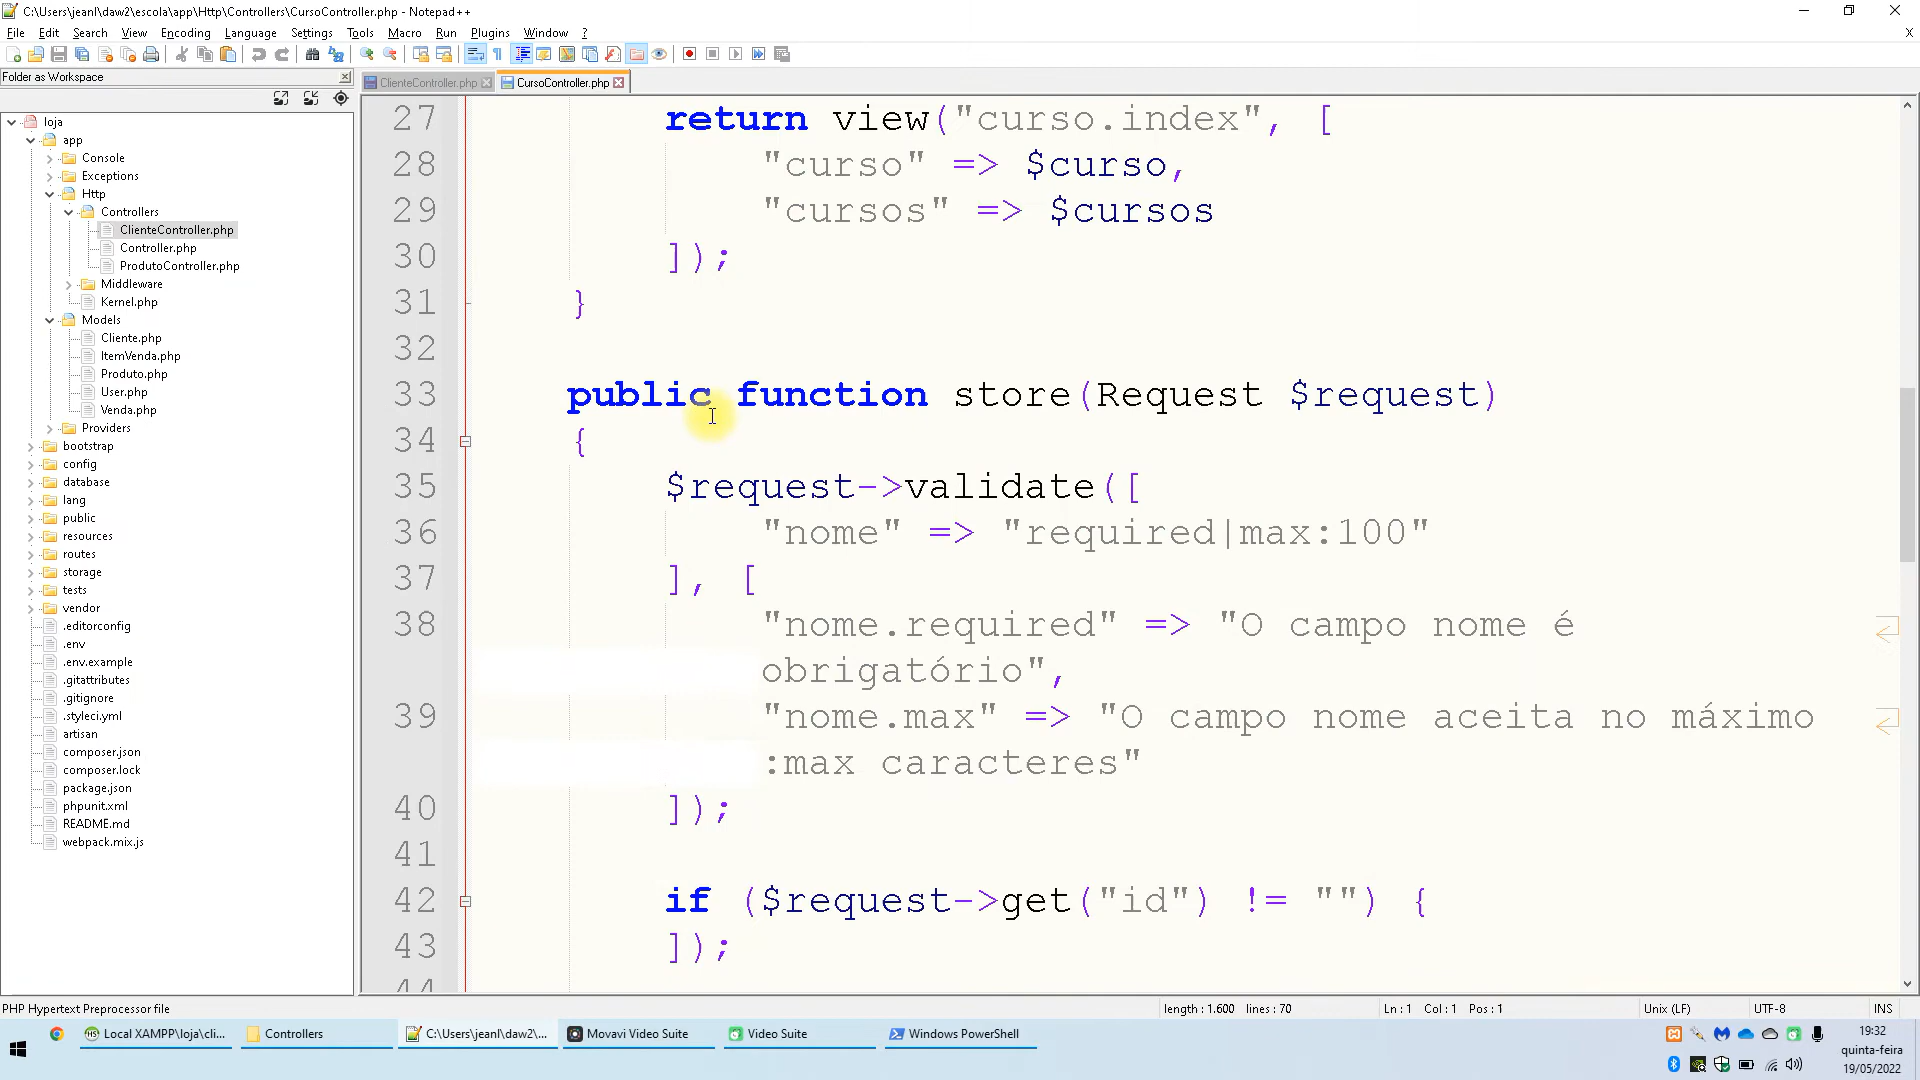 C:\Users\jeanl\daw2\escola\app\Http\Controllers\CursoController.php - Notepad++
File Edit Search View Encoding Language Settings Tools Macro Run Plugins Window ? X
Folder as Workspace
ClienteController.php CursoController.php
loja
app
Console
Exceptions
Http
Controllers
ClienteController.php
Controller.php
ProdutoController.php
Middleware
Kernel.php
Models
Cliente.php
ItemVenda.php
Produto.php
User.php
Venda.php
Providers
bootstrap
config
database
lang
public
resources
routes
storage
tests
vendor
.editorconfig
.env
.env.example
.gitattributes
.gitignore
.styleci.yml
artisan
composer.json
composer.lock
package.json
phpunit.xml
README.md
webpack.mix.js
27 return view("curso.index", [
28 "curso" => $curso,
29 "cursos" => $cursos
30 ]);
31 }
32
33 public function store(Request $request)
34 {
35 $request->validate([
36 "nome" => "required|max:100"
37 ], [
38 "nome.required" => "O campo nome é
obrigatório",
39 "nome.max" => "O campo nome aceita no máximo
:max caracteres"
40 ]);
41
42 if ($request->get("id") != "") {
43 ]);
44
PHP Hypertext Preprocessor file length : 1.600 lines : 70 Ln : 1 Col : 1 Pos : 1 Unix (LF) UTF-8 INS
Local XAMPP\loja\cli... Controllers C:\Users\jeanl\daw2\... Movavi Video Suite Video Suite Windows PowerShell
19:32
quinta-feira
19/05/2022